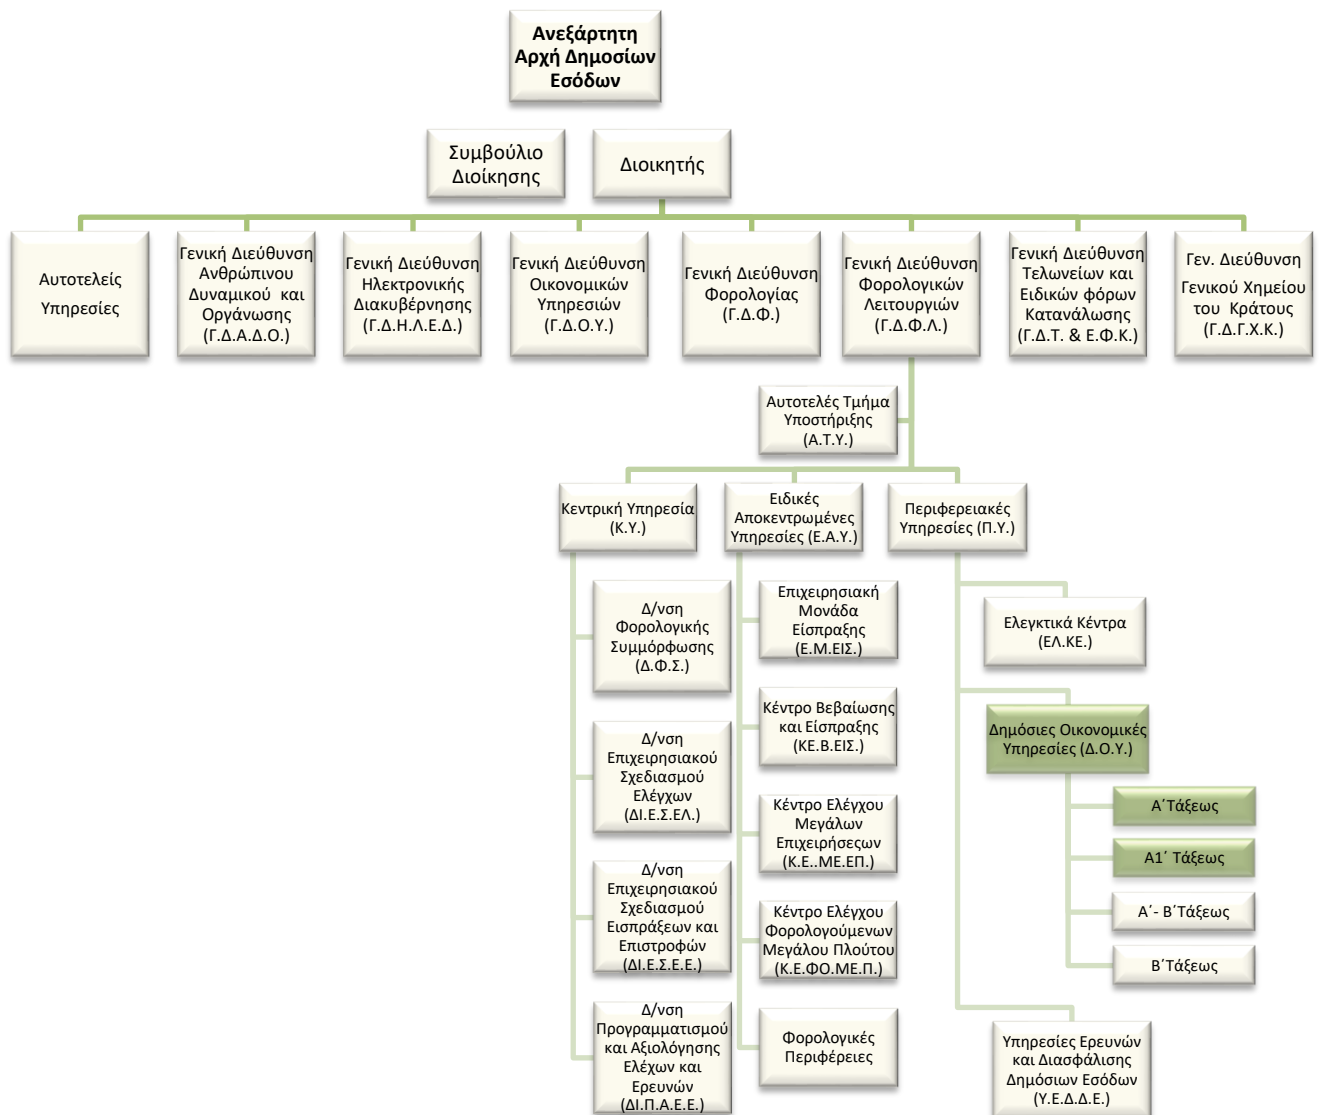 Ανεξάρτητη
Αρχή Δημοσίων
Εσόδων
Συμβούλιο
Διοίκησης
Διοικητής
Αυτοτελείς
Υπηρεσίες
Γενική Διεύθυνση
Ανθρώπινου
Δυναμικού και
Οργάνωσης
(Γ.Δ.Α.Δ.Ο.)
Γενική Διεύθυνση
Ηλεκτρονικής
Διακυβέρνησης
(Γ.Δ.Η.Λ.Ε.Δ.)
Γενική Διεύθυνση
Οικονομικών
Υπηρεσιών
(Γ.Δ.Ο.Υ.)
Γενική Διεύθυνση
Φορολογίας
(Γ.Δ.Φ.)
Γενική Διεύθυνση
Φορολογικών
Λειτουργιών
(Γ.Δ.Φ.Λ.)
Γενική Διεύθυνση
Τελωνείων και
Ειδικών φόρων
Κατανάλωσης
(Γ.Δ.Τ. & Ε.Φ.Κ.)
Γεν. Διεύθυνση
Γενικού Χημείου
του Κράτους
(Γ.Δ.Γ.Χ.Κ.)
Αυτοτελές Τμήμα
Υποστήριξης
(Α.Τ.Υ.)
Κεντρική Υπηρεσία
(Κ.Υ.)
Δ/νση
Φορολογικής
Συμμόρφωσης
(Δ.Φ.Σ.)
Δ/νση
Επιχειρησιακού
Σχεδιασμού
Ελέγχων
(ΔΙ.Ε.Σ.ΕΛ.)
Δ/νση
Επιχειρησιακού
Σχεδιασμού
Εισπράξεων και
Επιστροφών
(ΔΙ.Ε.Σ.Ε.Ε.)
Δ/νση
Προγραμματισμού
και Αξιολόγησης
Ελέχων και
Ερευνών
(ΔΙ.Π.Α.Ε.Ε.)
Ειδικές
Αποκεντρωμένες
Υπηρεσίες (Ε.Α.Υ.)
Επιχειρησιακή
Μονάδα
Είσπραξης
(Ε.Μ.ΕΙΣ.)
Κέντρο Βεβαίωσης
και Είσπραξης
(ΚΕ.Β.ΕΙΣ.)
Κέντρο Ελέγχου
Μεγάλων
Επιχειρήσεςων
(Κ.Ε..ΜΕ.ΕΠ.)
Κέντρο Ελέγχου
Φορολογούμενων
Μεγάλου Πλούτου
(Κ.Ε.ΦΟ.ΜΕ.Π.)
Φορολογικές
Περιφέρειες
Περιφερειακές
Υπηρεσίες (Π.Υ.)
Ελεγκτικά Κέντρα
(ΕΛ.ΚΕ.)
Δημόσιες Οικονομικές
Υπηρεσίες (Δ.Ο.Υ.)
Α΄Τάξεως
Α1΄ Τάξεως
Α΄- Β΄Τάξεως
Β΄Τάξεως
Υπηρεσίες Ερευνών
και Διασφάλισης
Δημόσιων Εσόδων
(Υ.Ε.Δ.Δ.Ε.)